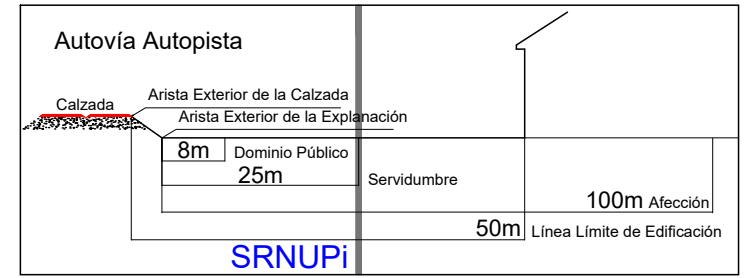 Autovía Autopista
Arista Exterior de la Calzada
Calzada
Arista Exterior de la Explanación
8m Dominio Público
25m Servidumbre
100m Afección
50m Línea Límite de Edificación
SRNUPi